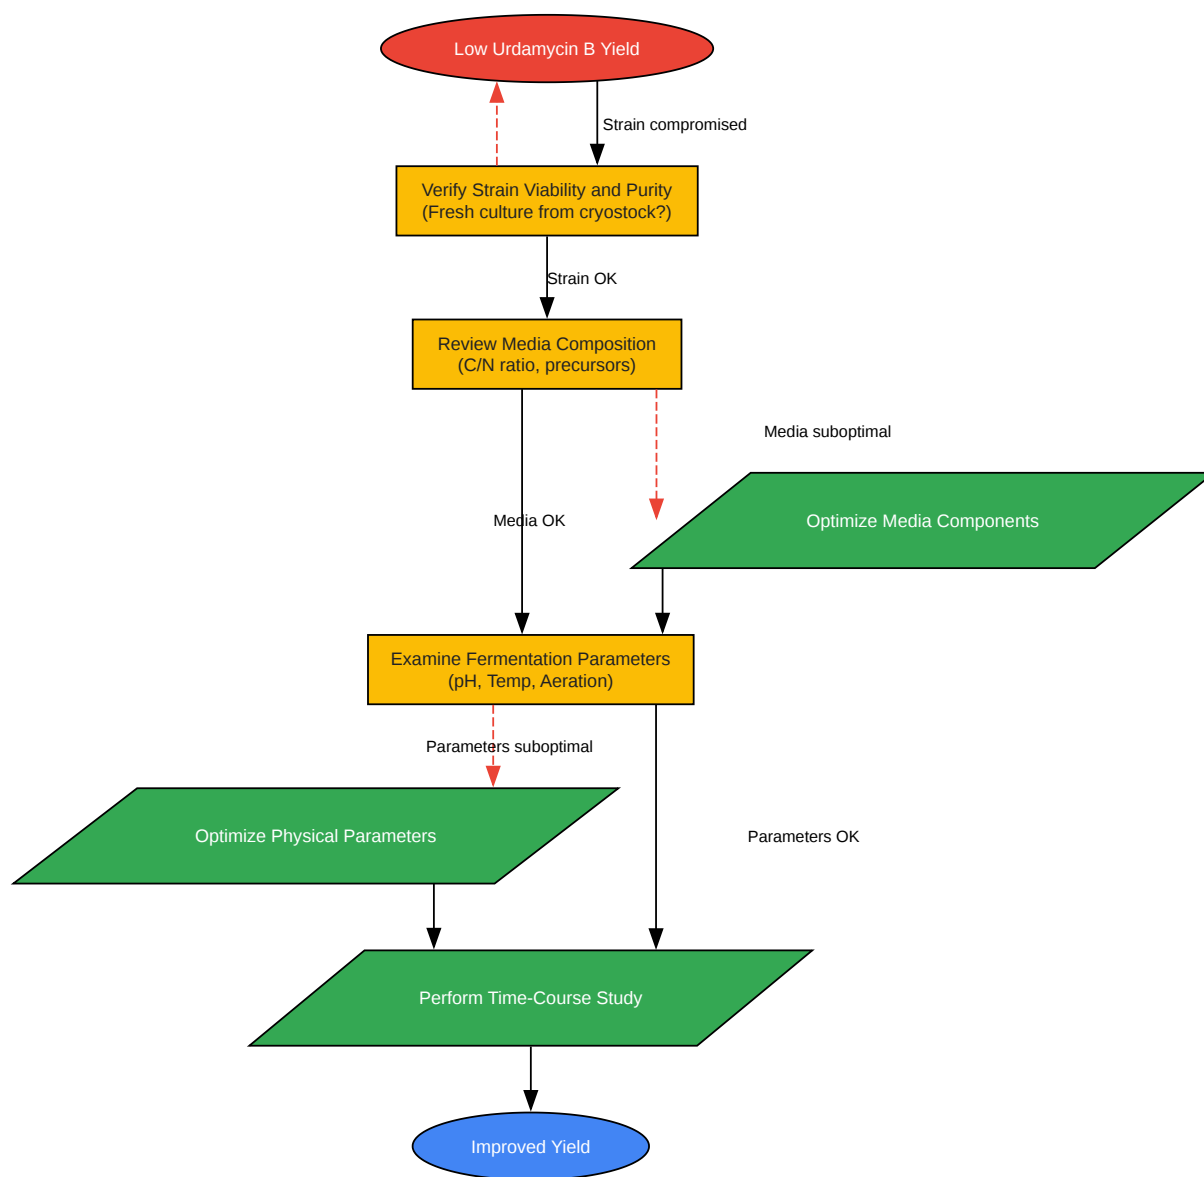 Low Urdamycin B Yield
Strain compromised
Verify Strain Viability and Purity
(Fresh culture from cryostock?)
Strain OK
Review Media Composition
(C/N ratio, precursors)
Media suboptimal
Media OK
Optimize Media Components
Examine Fermentation Parameters
(pH, Temp, Aeration)
Parameters suboptimal
Optimize Physical Parameters
Parameters OK
Perform Time-Course Study
Improved Yield